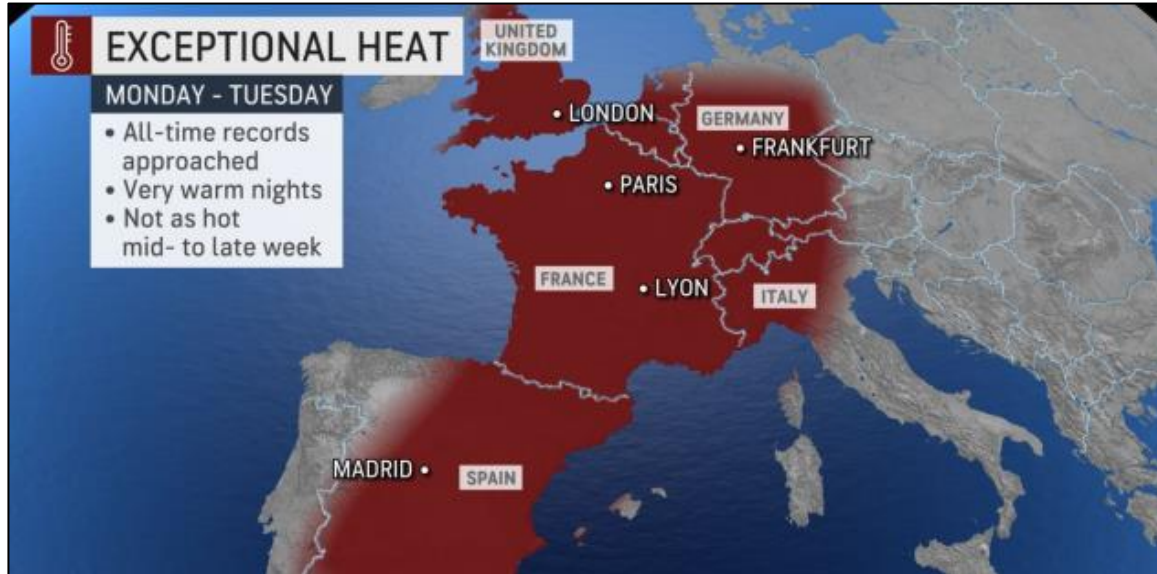 EXCEPTIONAL HEAT
MONDAY - TUESDAY
• All-time records
approached
• Very warm nights
• Not as hot
mid- to late week
UNITED
KINGDOM
LONDON
GERMANY
FRANKFURT
PARIS
FRANCE
LYON
ITALY
MADRID
SPAIN